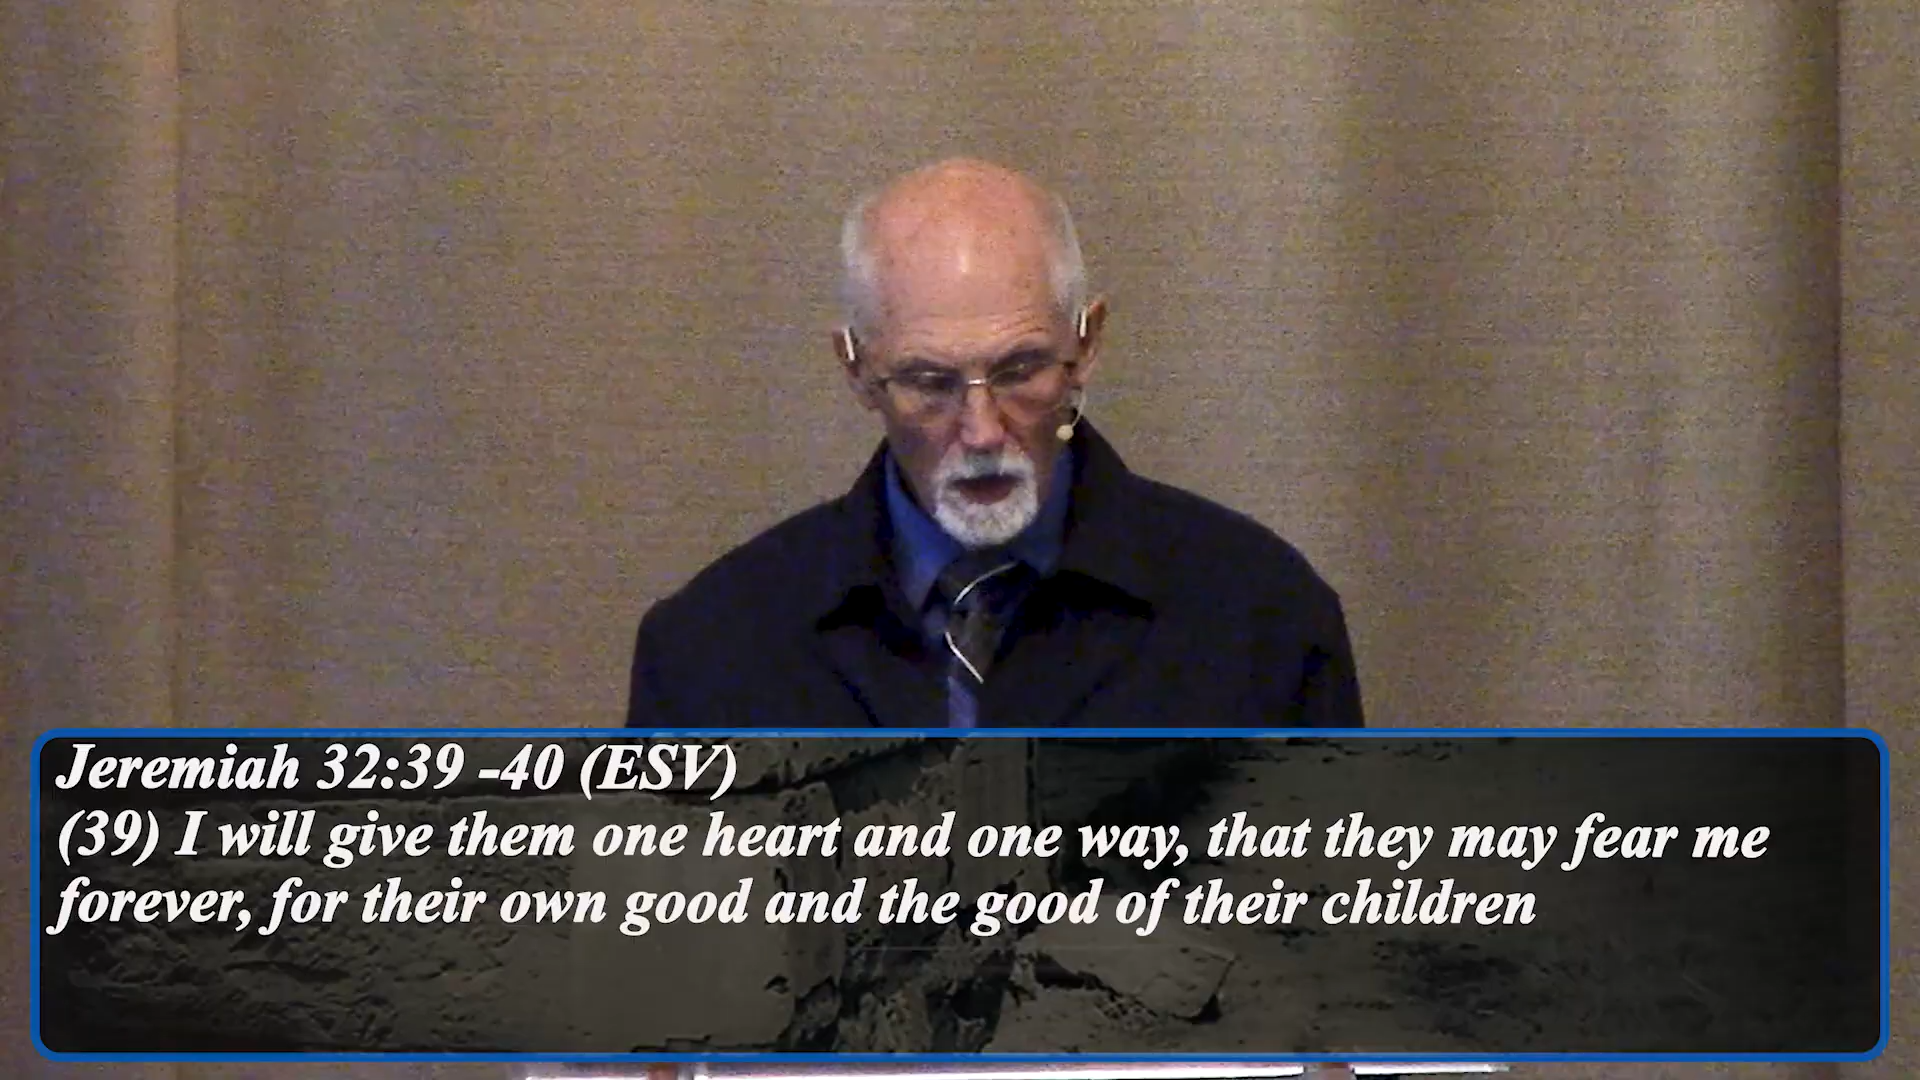 Jeremiah 32:39 -40 (ESV)
(39) I will give them one heart and one way, that they may fear me
forever, for their own good and the good of their children